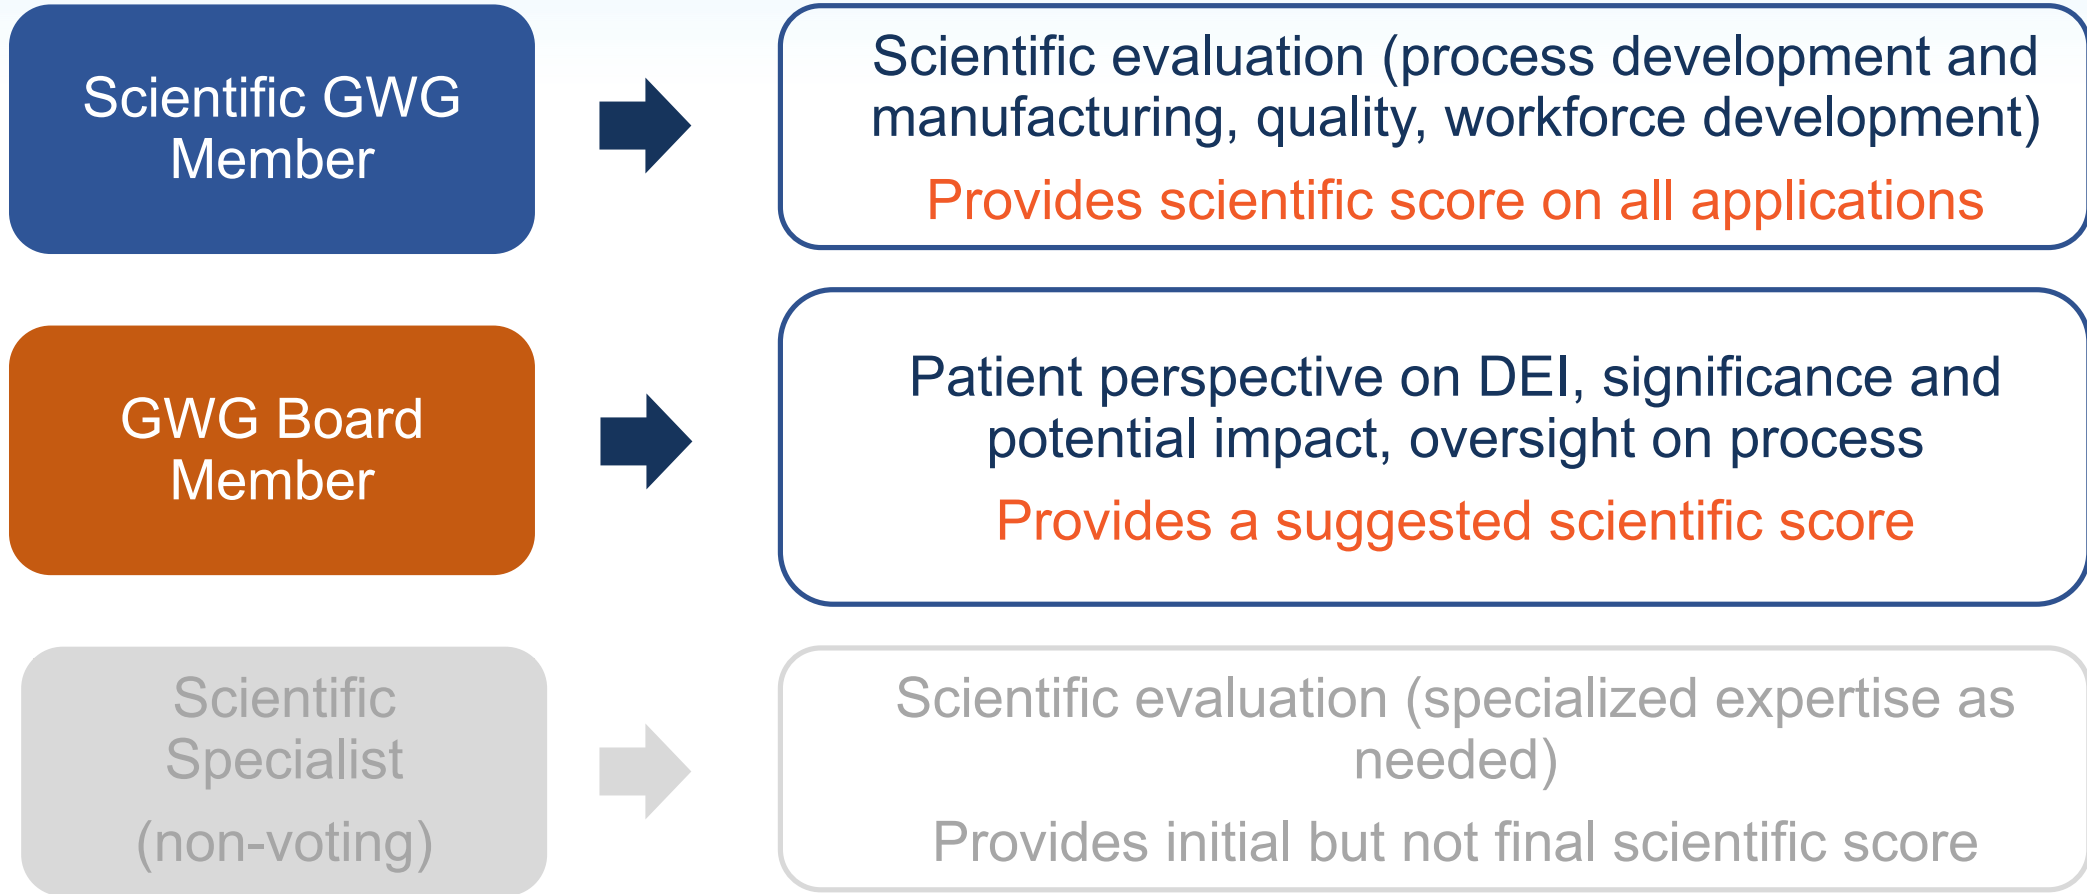 Scientific GWG
Member
Scientific evaluation (process development and
manufacturing, quality, workforce development)
Provides scientific score on all applications
GWG Board
Member
Patient perspective on DEI, significance and
potential impact, oversight on process
Provides a suggested scientific score
Scientific
Specialist
(non-voting)
Scientific evaluation (specialized expertise as
needed)
Provides initial but not final scientific score